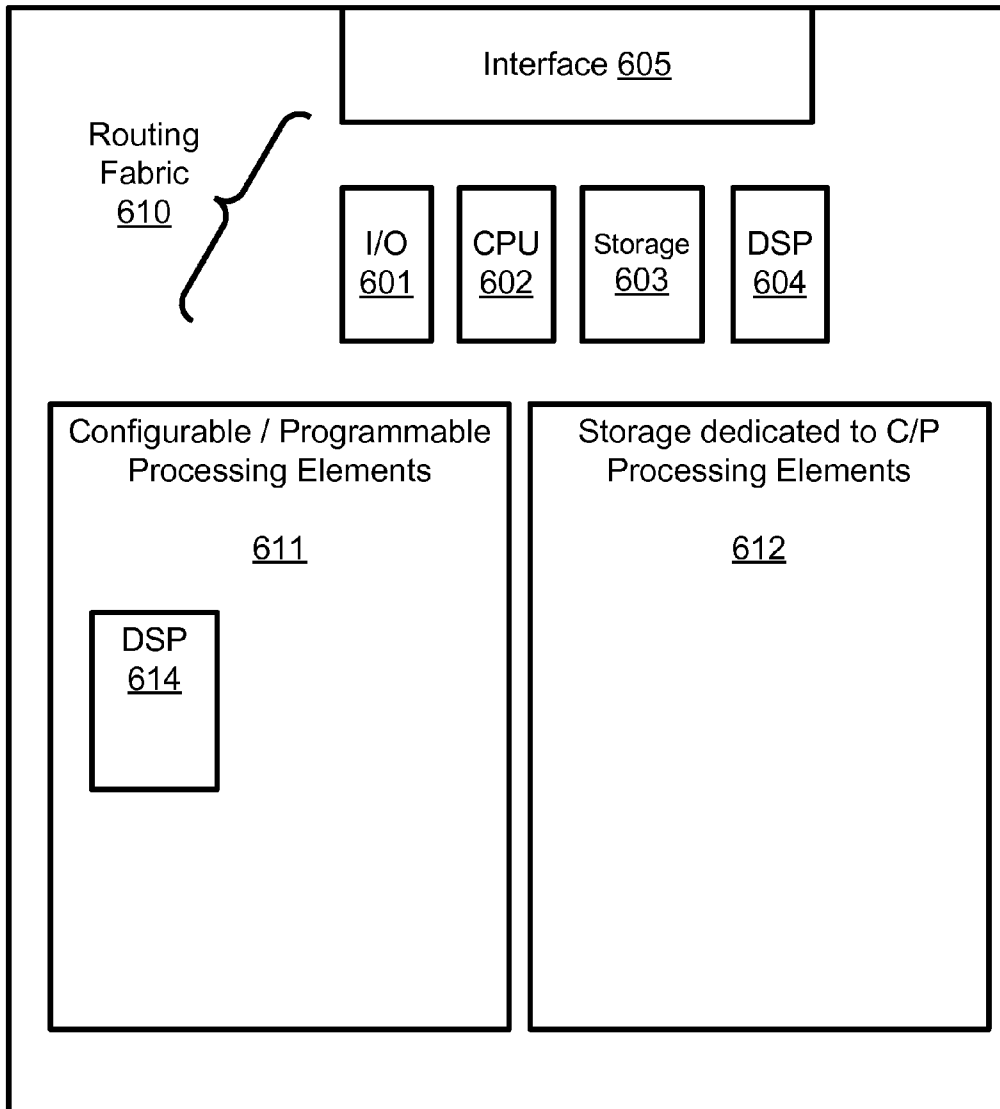 Interface 605
Routing
Fabric
610
I/O
601
CPU
602
Storage
603
DSP
604
Configurable / Programmable
Processing Elements
611
Storage dedicated to C/P
Processing Elements
612
DSP
614